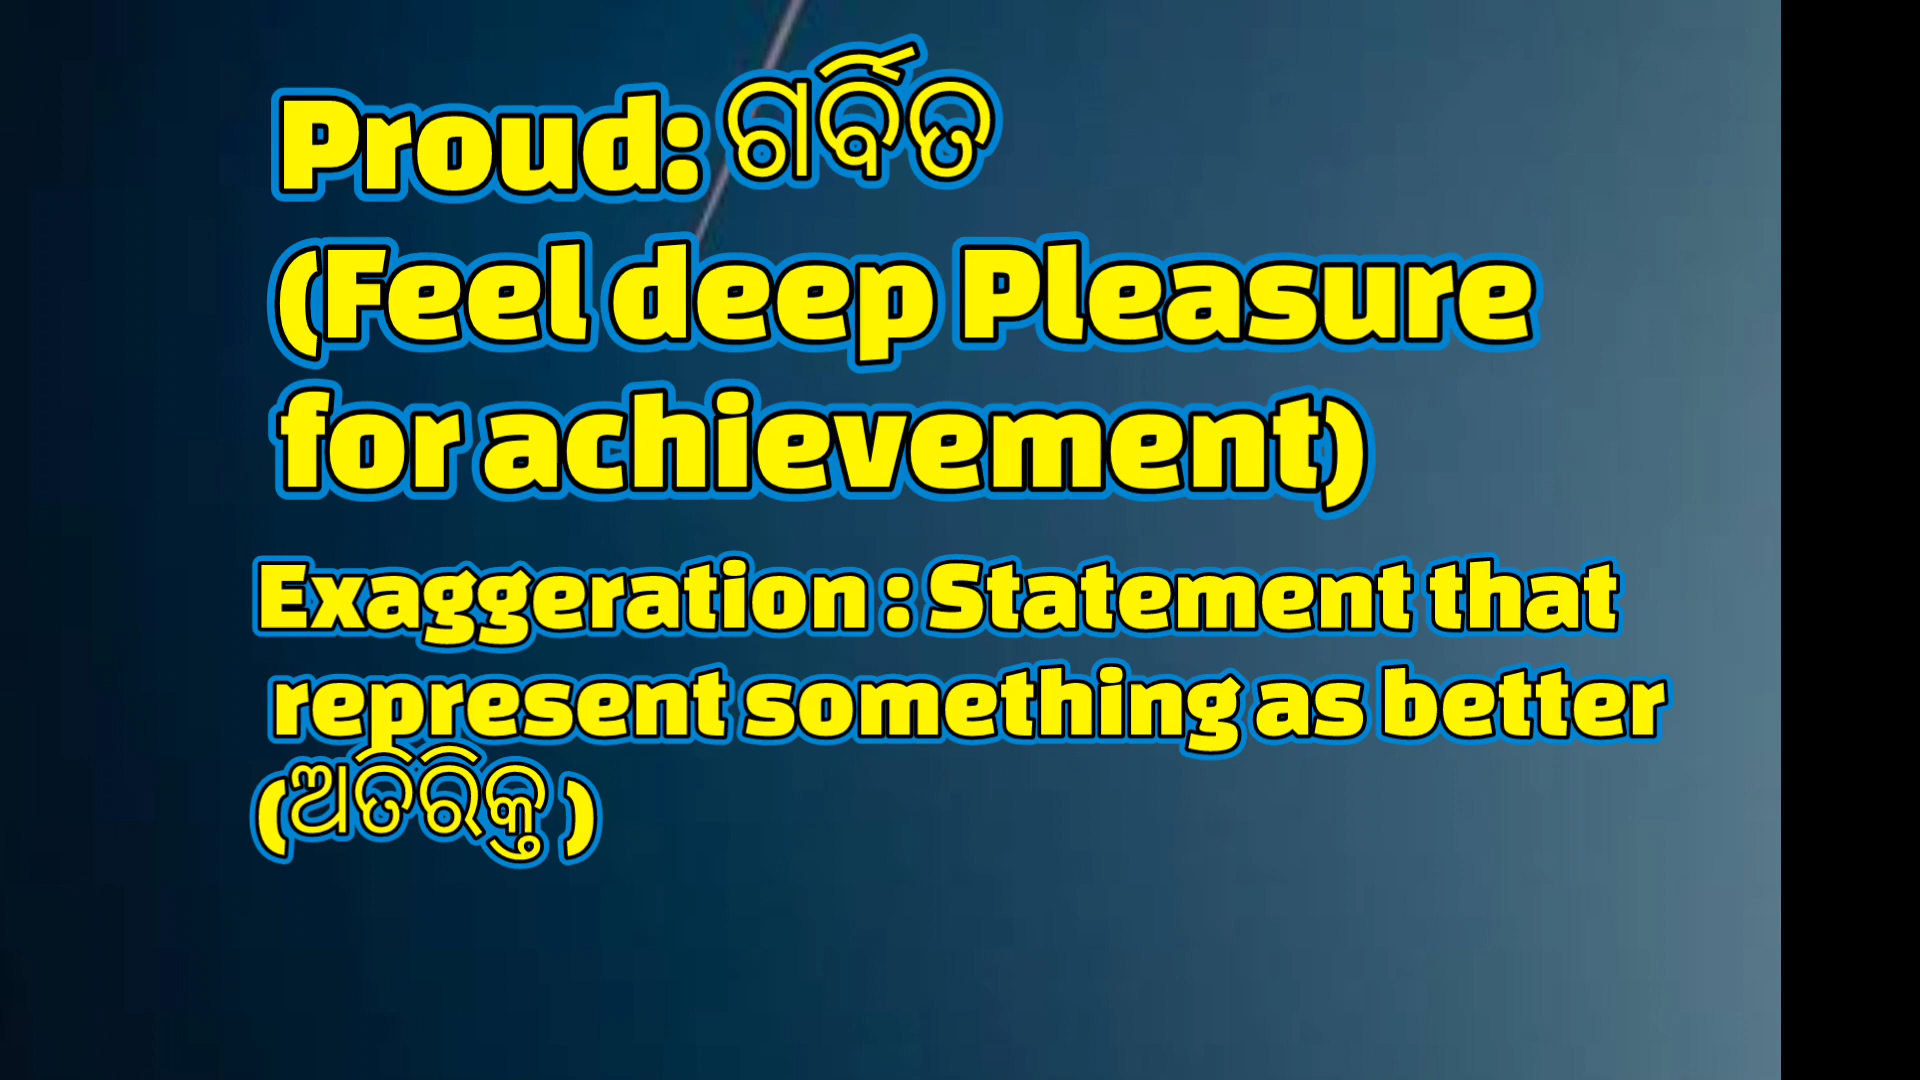 Proud: ଗର୍ବିତ
(Feel deep Pleasure
for achievement)
Exaggeration : Statement that
represent something as better
(ଅତିରିକ୍ତ )